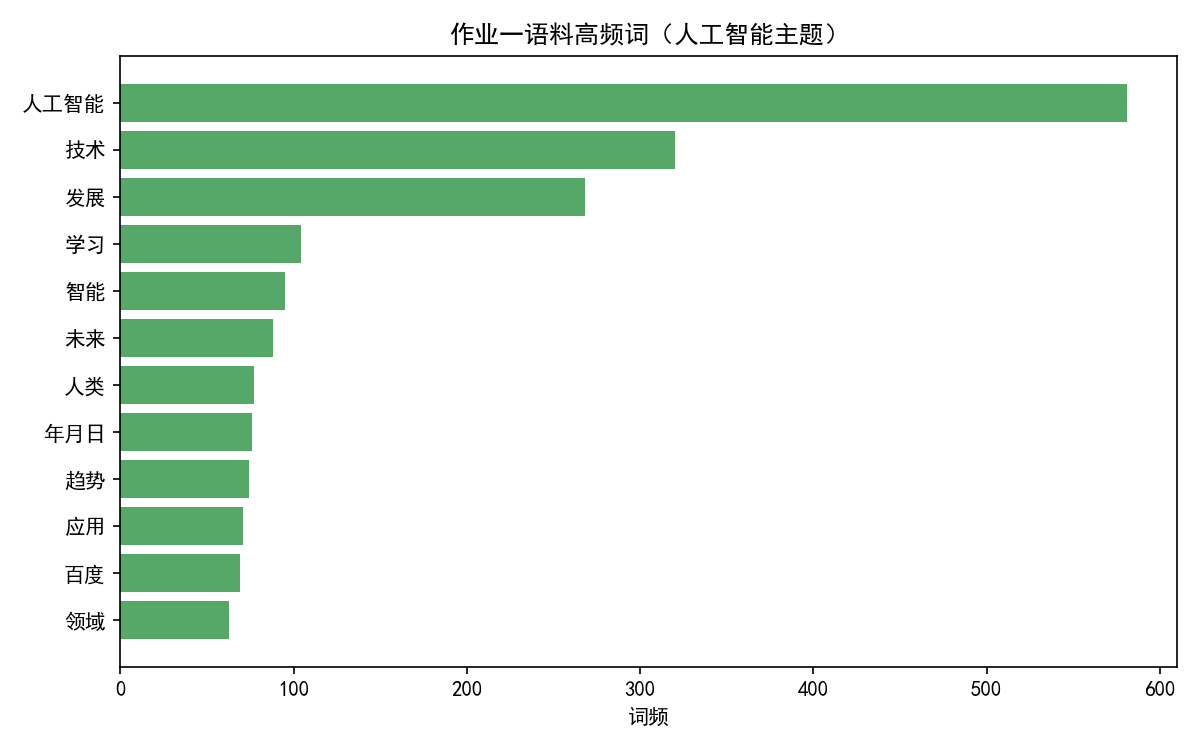 作业一语料高频词（人工智能主题）
人工智能
技术
发展
学习
智能
未来
人类
年月日
趋势
应用
百度
领域
0 100 200 300 400 500 600
词频